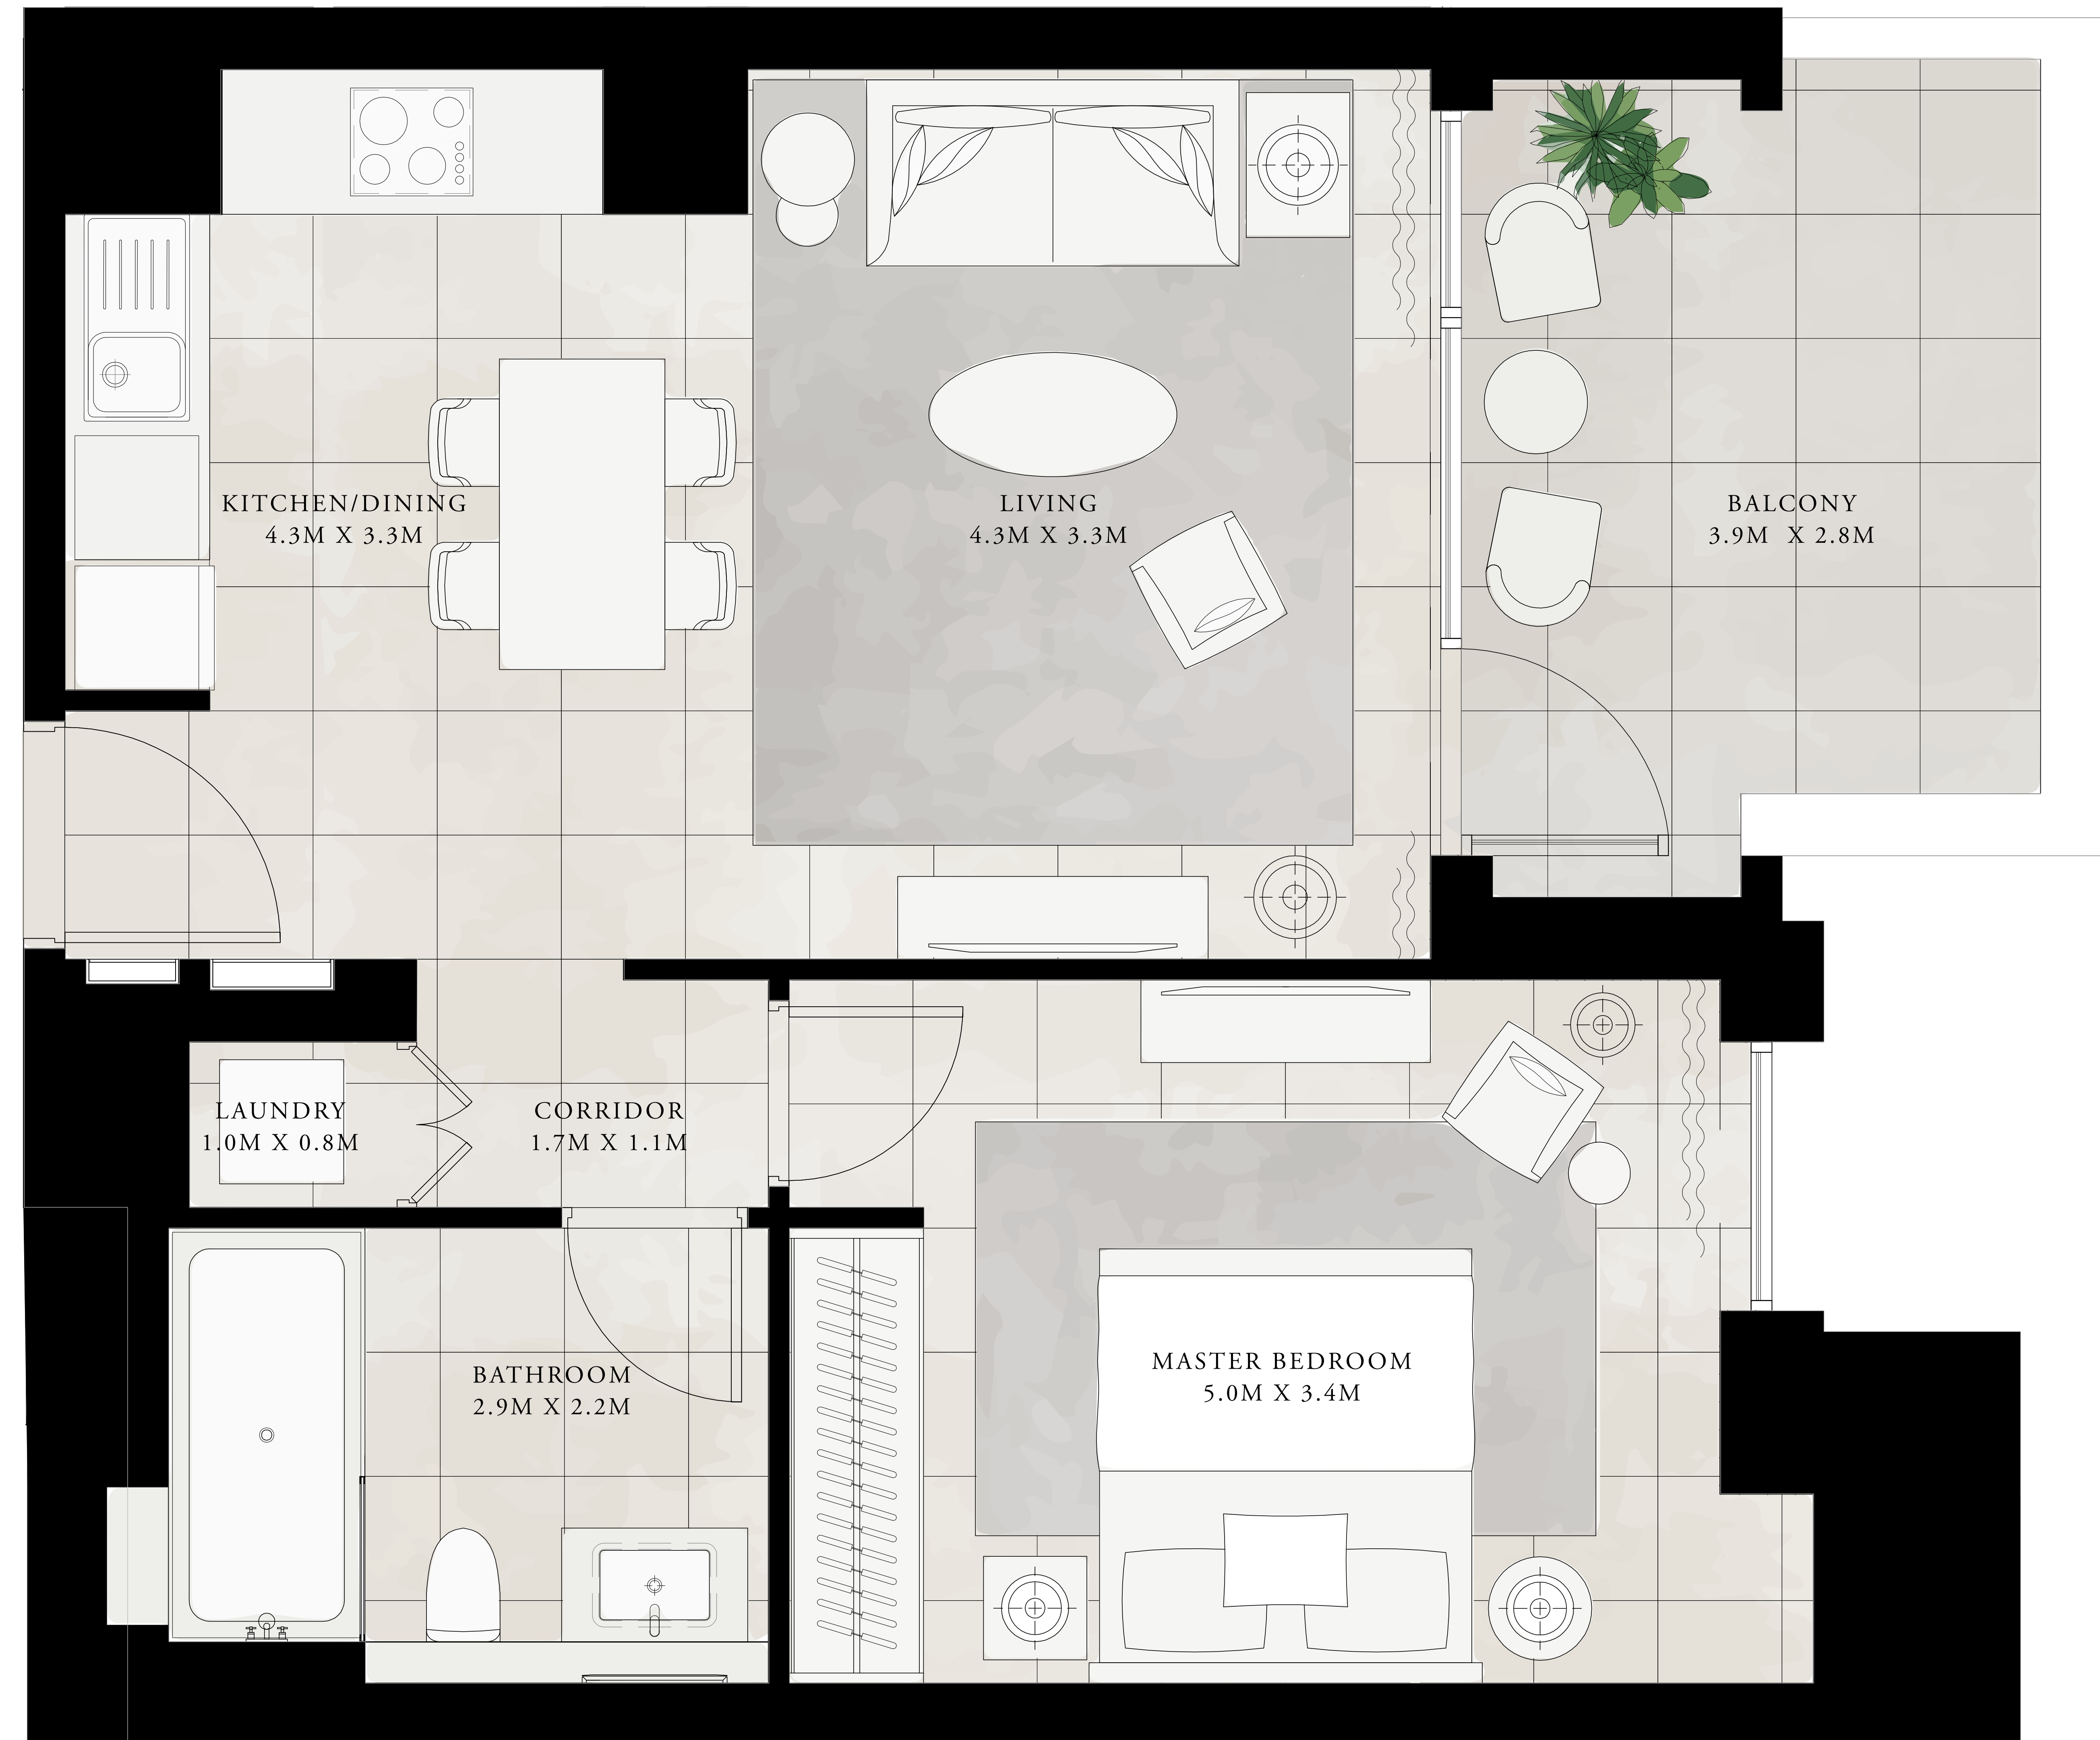 KITCHEN/DINING
4.3M X 3.3M
LIVING
4.3M X 3.3M
BALCONY
3.9M X 2.8M
LAUNDRY
1.0M X 0.8M
CORRIDOR
1.7M X 1.1M
BATHROOM
2.9M X 2.2M
MASTER BEDROOM
5.0M X 3.4M